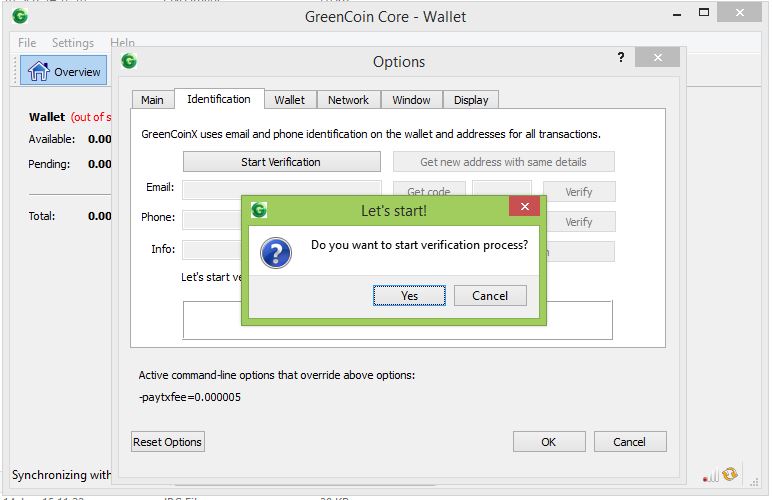 GreenCoin Core - Wallet
File Settings Help
Overview
Options
?
Wallet (out of s
Available: 0.00
Pending: 0.00
Total: 0.00
Main Identification Wallet Network Window Display
GreenCoinX uses email and phone identification on the wallet and addresses for all transactions.
Start Verification Get new address with same details
Email: Get code Verify
Phone: Verify
Info:
Let's start ve
Let's start!
Do you want to start verification process?
Yes Cancel
Active command-line options that override above options:
-paytxfee=0.000005
Reset Options OK Cancel
Synchronizing with